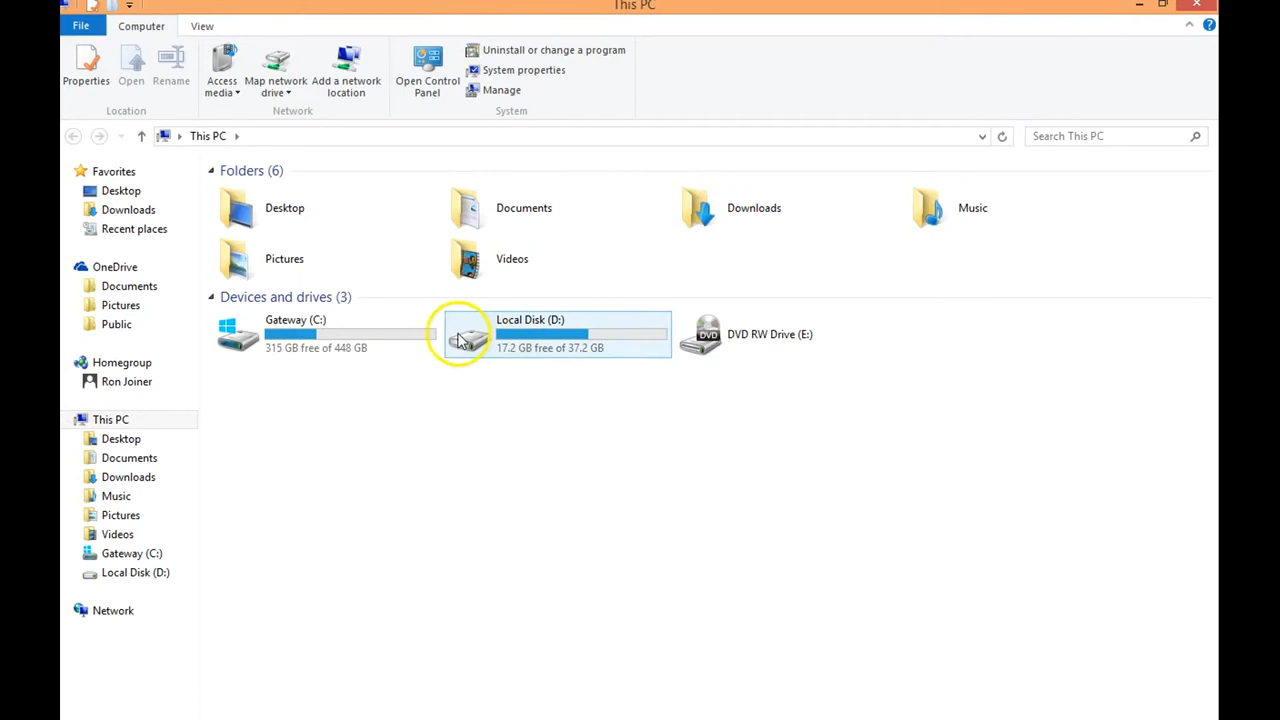 This PC
File
Computer
View
Properties
Open
Rename
Access media
Map network drive
Add a network location
Open Control Panel
Uninstall or change a program
System properties
Manage
Location
Network
System
This PC
Search This PC
Favorites
Desktop
Downloads
Recent places
OneDrive
Documents
Pictures
Public
Homegroup
Ron Joiner
This PC
Desktop
Documents
Downloads
Music
Pictures
Videos
Gateway (C:)
Local Disk (D:)
Network
Folders (6)
Desktop
Documents
Downloads
Music
Pictures
Videos
Devices and drives (3)
Gateway (C:)
315 GB free of 448 GB
Local Disk (D:)
17.2 GB free of 37.2 GB
DVD
DVD RW Drive (E:)